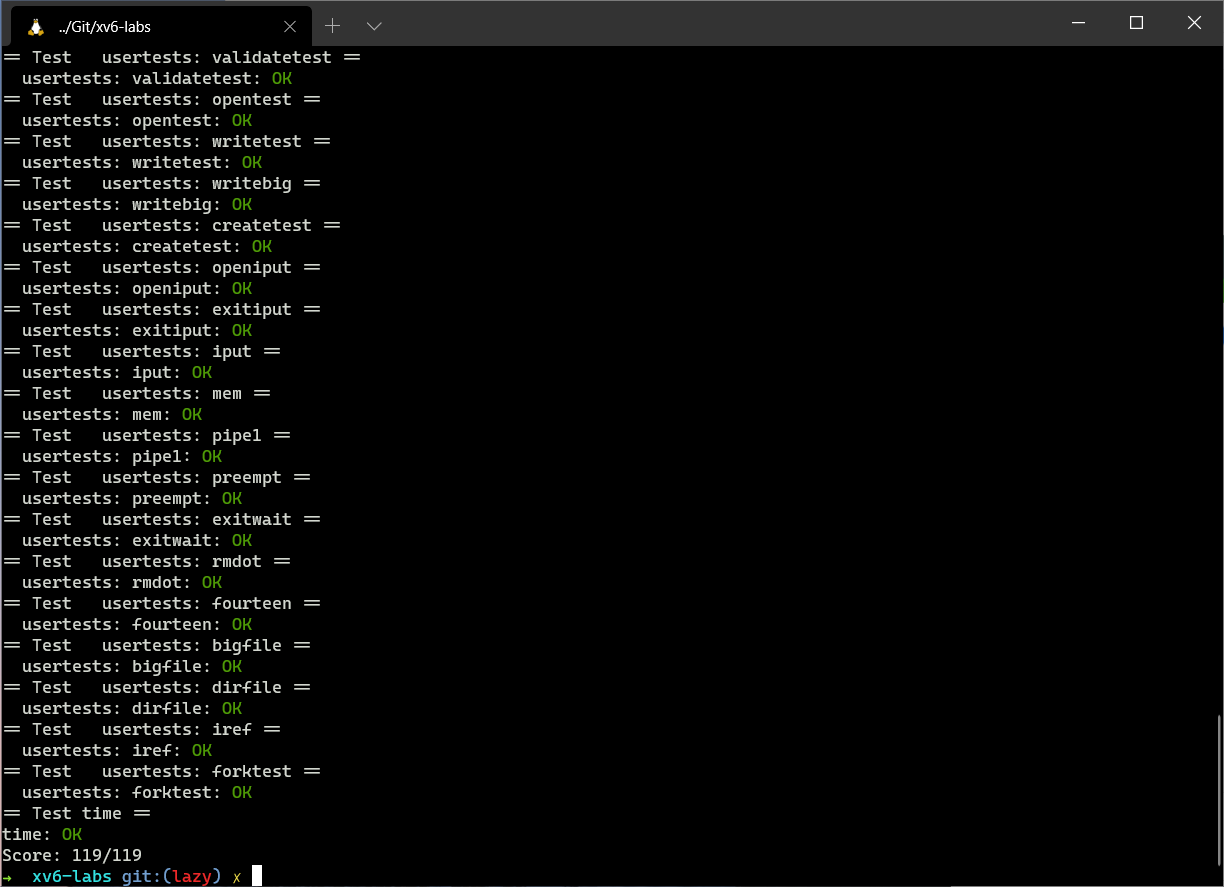 ../Git/xv6-labs
== Test   usertests: validatetest ==
  usertests: validatetest: OK
== Test   usertests: opentest ==
  usertests: opentest: OK
== Test   usertests: writetest ==
  usertests: writetest: OK
== Test   usertests: writebig ==
  usertests: writebig: OK
== Test   usertests: createtest ==
  usertests: createtest: OK
== Test   usertests: openiput ==
  usertests: openiput: OK
== Test   usertests: exitiput ==
  usertests: exitiput: OK
== Test   usertests: iput ==
  usertests: iput: OK
== Test   usertests: mem ==
  usertests: mem: OK
== Test   usertests: pipe1 ==
  usertests: pipe1: OK
== Test   usertests: preempt ==
  usertests: preempt: OK
== Test   usertests: exitwait ==
  usertests: exitwait: OK
== Test   usertests: rmdot ==
  usertests: rmdot: OK
== Test   usertests: fourteen ==
  usertests: fourteen: OK
== Test   usertests: bigfile ==
  usertests: bigfile: OK
== Test   usertests: dirfile ==
  usertests: dirfile: OK
== Test   usertests: iref ==
  usertests: iref: OK
== Test   usertests: forktest ==
  usertests: forktest: OK
== Test time ==
time: OK
Score: 119/119
→  xv6-labs git:(lazy) ✗